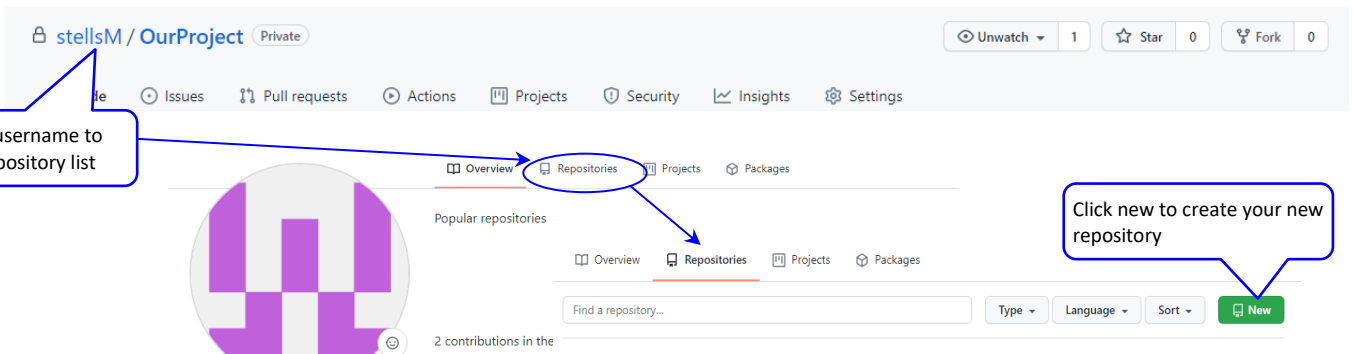 stellsM / OurProject Private
Unwatch 1 Star 0 Fork 0
de Issues Pull requests Actions Projects Security Insights Settings
username to
pository list
Overview Repositories Projects Packages
Popular repositories
Click new to create your new
repository
Overview Repositories Projects Packages
Find a repository... Type Language Sort New
2 contributions in the